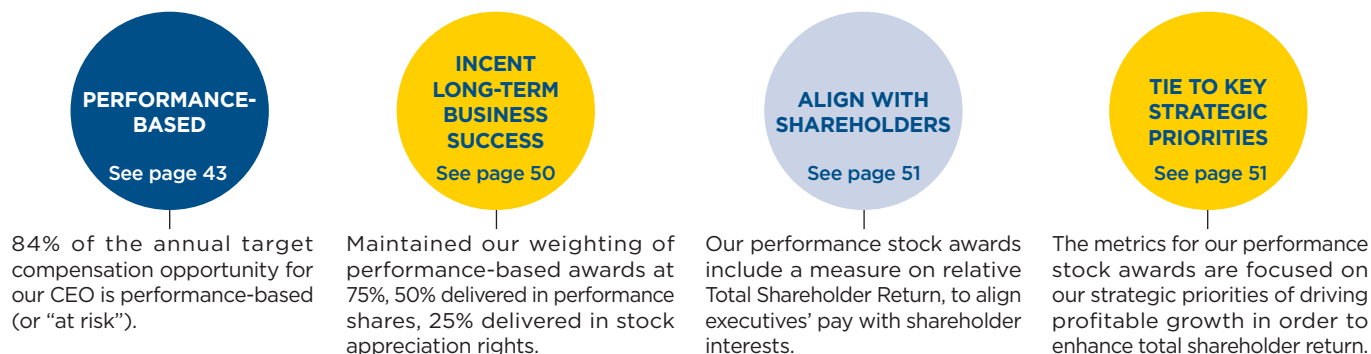 PERFORMANCE-
BASED
See page 43
84% of the annual target
compensation opportunity for
our CEO is performance-based
(or “at risk”).
INCENT
LONG-TERM
BUSINESS
SUCCESS
See page 50
Maintained our weighting of
performance-based awards at
75%, 50% delivered in performance
shares, 25% delivered in stock
appreciation rights.
ALIGN WITH
SHAREHOLDERS
See page 51
Our performance stock awards
include a measure on relative
Total Shareholder Return, to align
executives’ pay with shareholder
interests.
TIE TO KEY
STRATEGIC
PRIORITIES
See page 51
The metrics for our performance
stock awards are focused on
our strategic priorities of driving
profitable growth in order to
enhance total shareholder return.